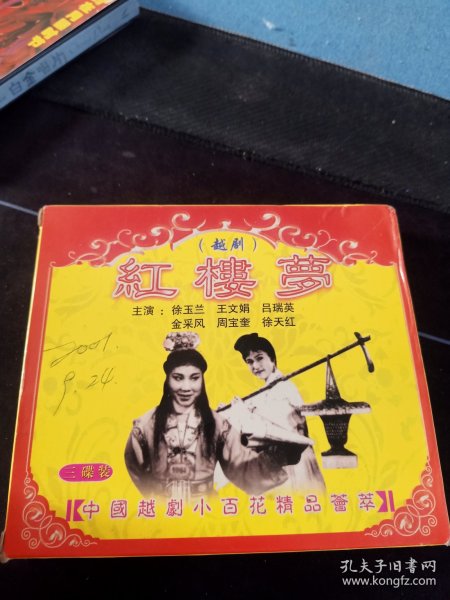 （越剧）
紅樓夢
主演：徐玉兰 王文娟 吕瑞英
金采风 周宝奎 徐天红
2001.
9.24.
三碟装
中國越劇小百花精品薈萃
孔夫子旧书网
www.kongfz.com